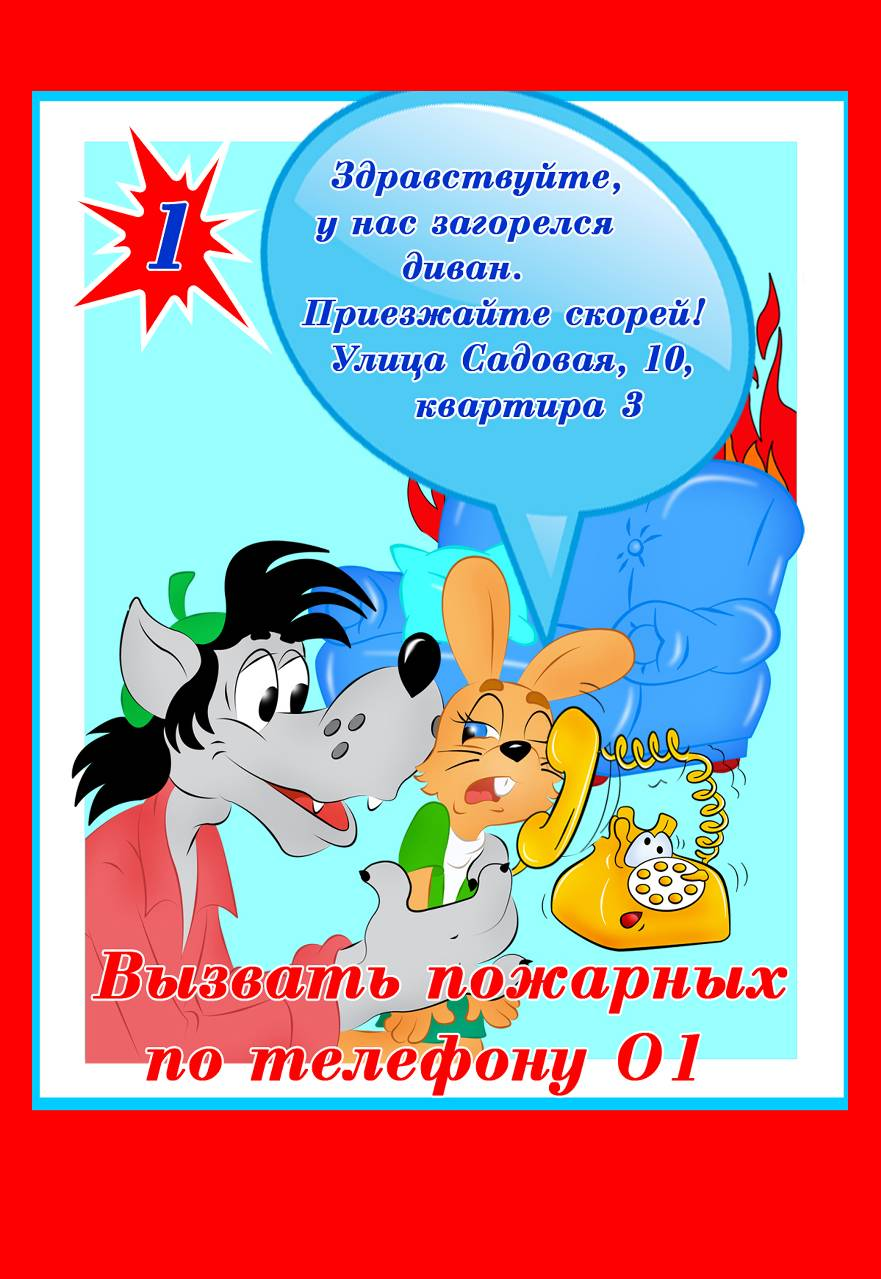 1
Здравствуйте,
у нас загорелся
диван.
Приезжайте скорей!
Улица Садовая, 10,
квартира 3
Вызвать пожарных
по телефону 01